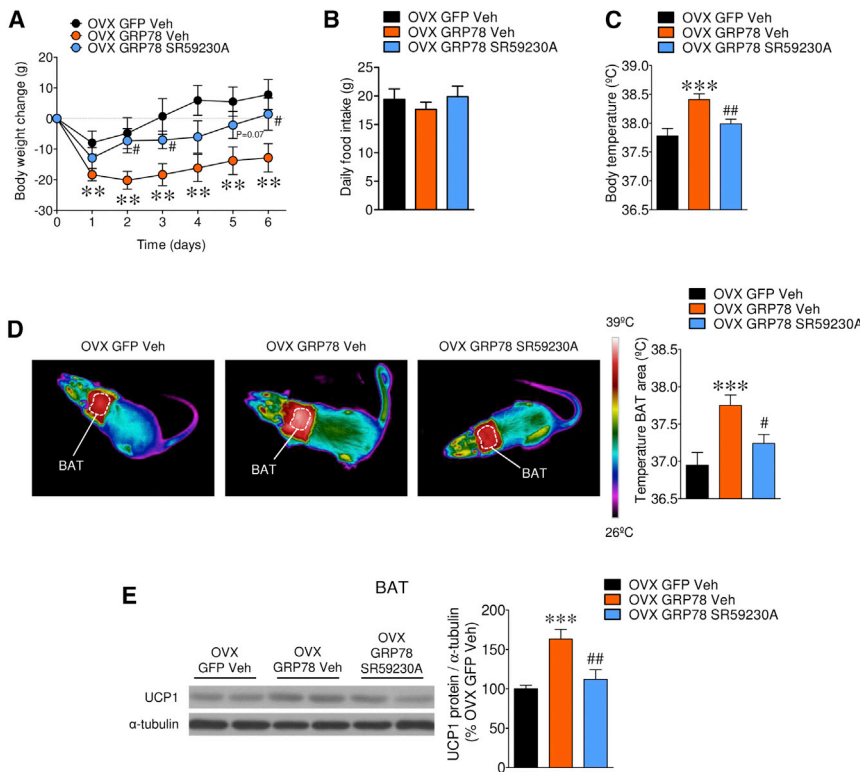 A
OVX GFP Veh
OVX GRP78 Veh
OVX GRP78 SR59230A
Body weight change (g)
10
0
-10
-20
-30
#
#
P=0.07
#
** ** ** ** ** **
0 1 2 3 4 5 6
Time (days)
B
OVX GFP Veh
OVX GRP78 Veh
OVX GRP78 SR59230A
Daily food intake (g)
25
20
15
10
5
0
C
OVX GFP Veh
OVX GRP78 Veh
OVX GRP78 SR59230A
Body temperature (ºC)
38.5
38.0
37.5
37.0
36.5
***
##
D
OVX GFP Veh
OVX GRP78 Veh
OVX GRP78 SR59230A
BAT
BAT
BAT
39ºC
26ºC
OVX GFP Veh
OVX GRP78 Veh
OVX GRP78 SR59230A
Temperature BAT area (ºC)
38.5
38.0
37.5
37.0
36.5
***
#
E
BAT
OVX
GFP Veh
OVX
GRP78 Veh
OVX
GRP78
SR59230A
UCP1
α-tubulin
OVX GFP Veh
OVX GRP78 Veh
OVX GRP78 SR59230A
UCP1 protein / α-tubulin
(% OVX GFP Veh)
200
150
100
50
0
***
##